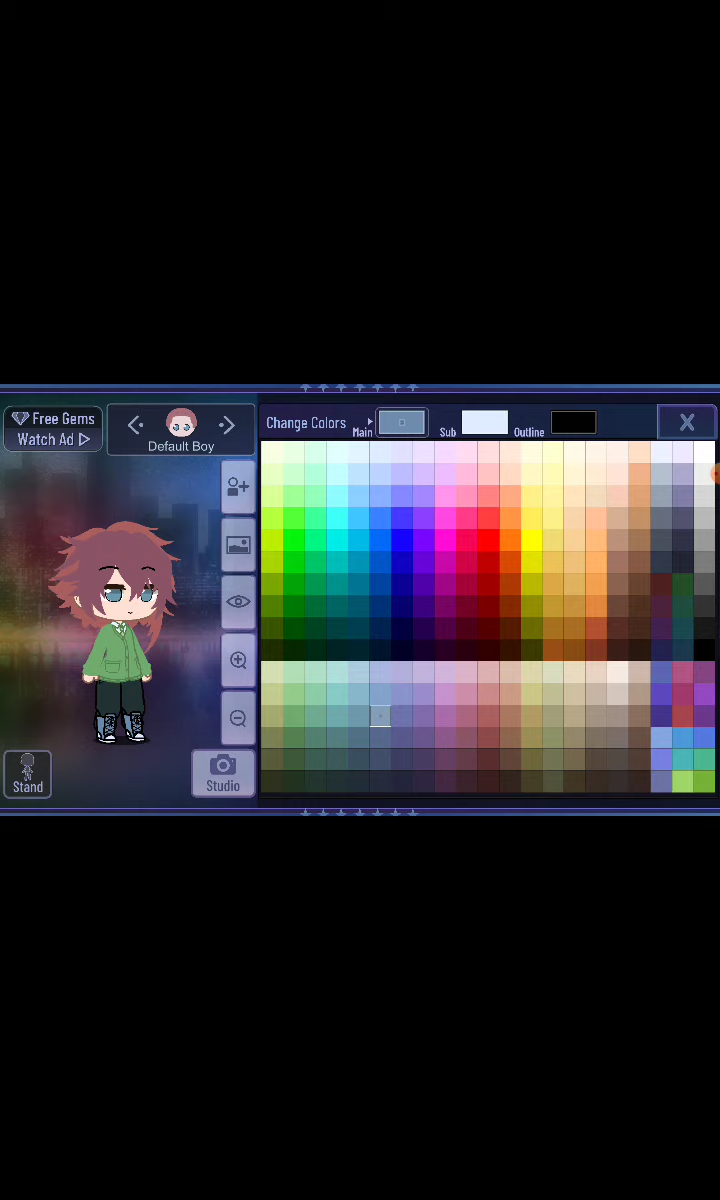 Free Gems
Watch Ad
Default Boy
Change Colors
Main
Sub
Outline
X
Stand
Studio